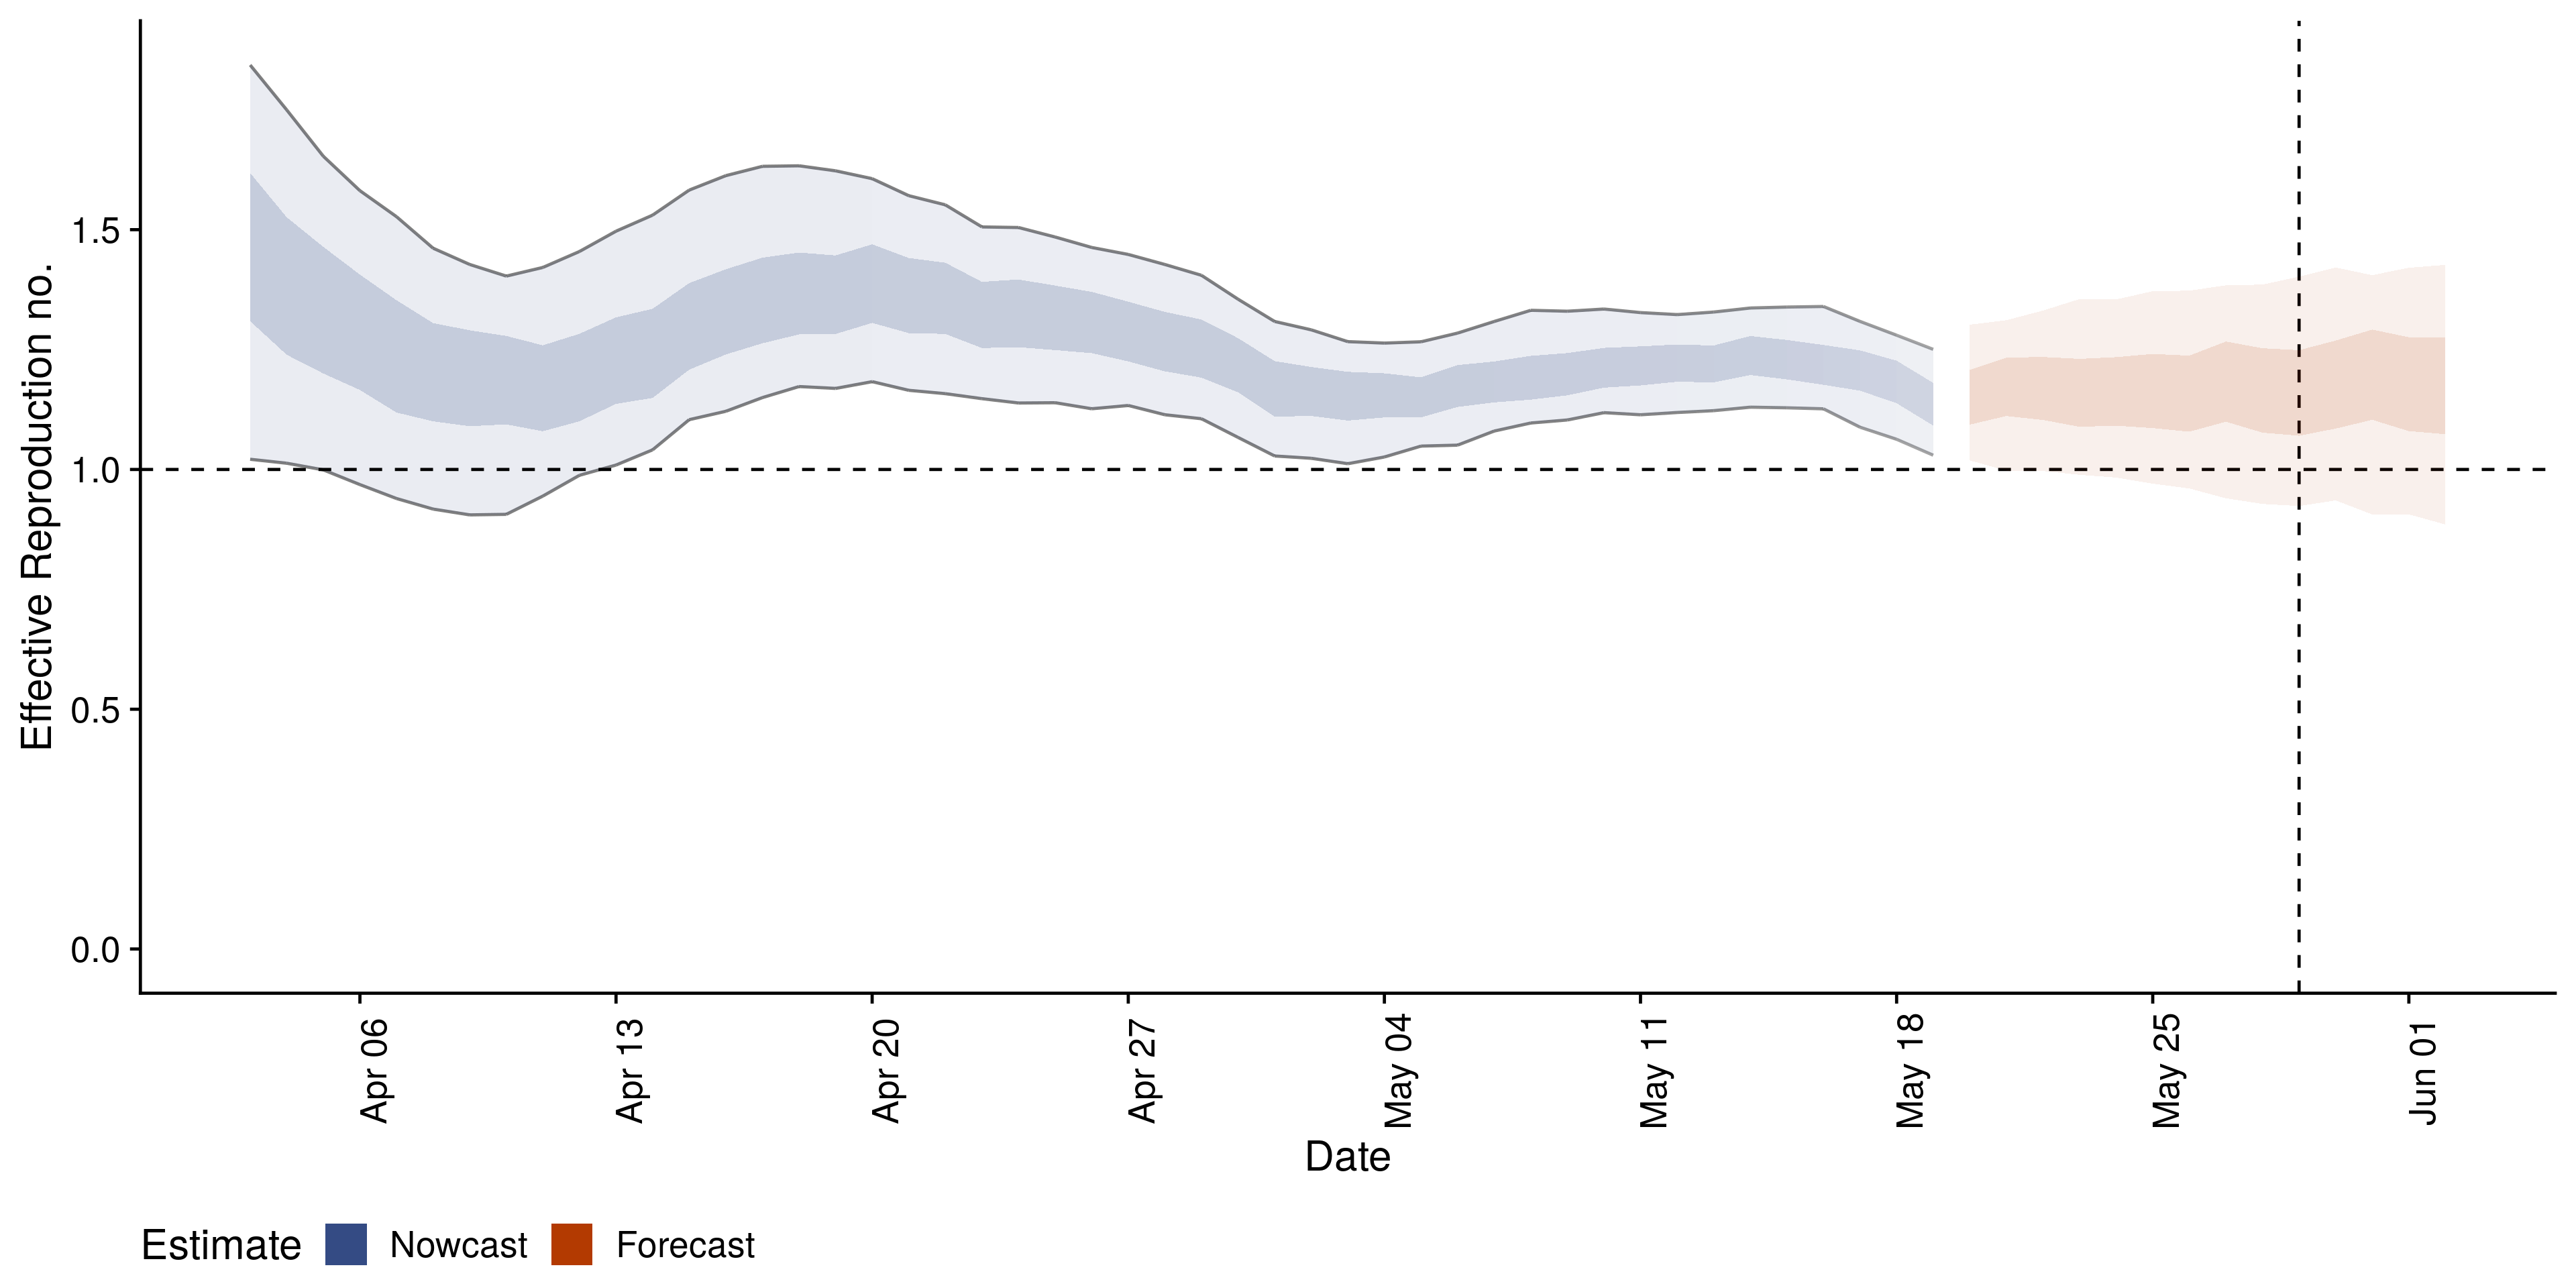 Effective Reproduction no.
1.5
1.0
0.5
0.0
Apr 06
Apr 13
Apr 20
Apr 27
May 04
May 11
May 18
May 25
Jun 01
Date
Estimate Nowcast Forecast